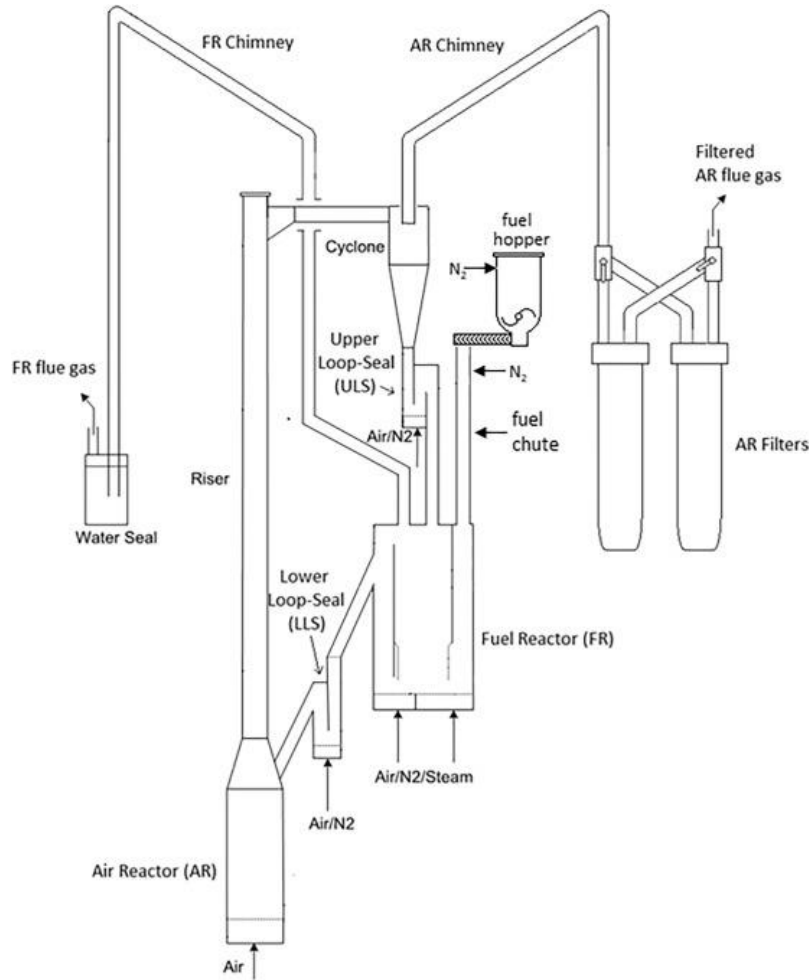 FR Chimney
AR Chimney
Filtered
AR flue gas
fuel
hopper
Cyclone
N2
Upper
Loop-Seal
(ULS)
N2
FR flue gas
Air/N2
fuel
chute
AR Filters
Riser
Water Seal
Lower
Loop-Seal
(LLS)
Fuel Reactor (FR)
Air/N2/Steam
Air/N2
Air Reactor (AR)
Air